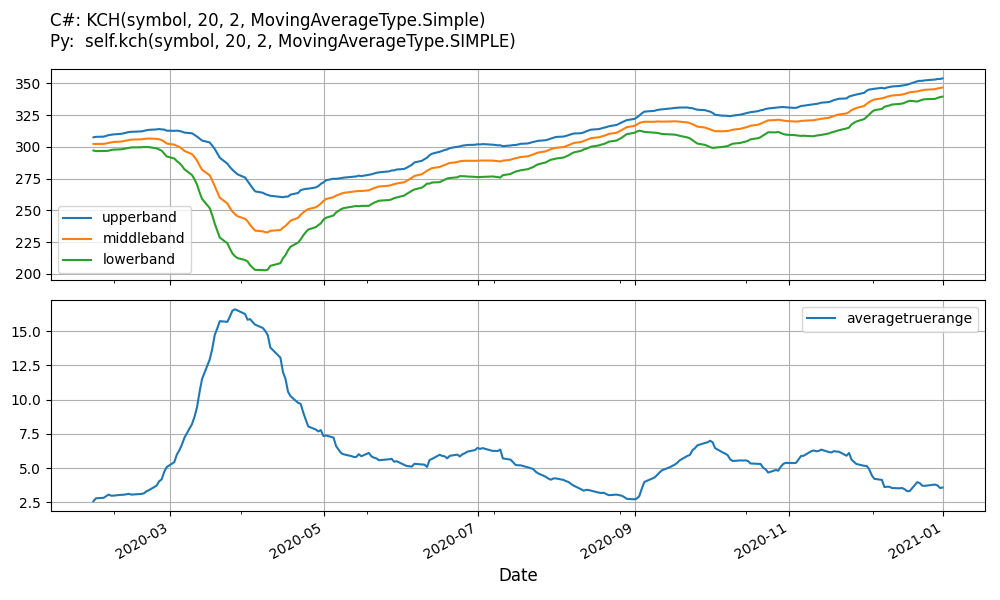 C#: KCH(symbol, 20, 2, MovingAverageType.Simple)
Py:  self.kch(symbol, 20, 2, MovingAverageType.SIMPLE)
350
325
300
275
250
225
200
upperband
middleband
lowerband
15.0
12.5
10.0
7.5
5.0
2.5
averagetruerange
2020-03
2020-05
2020-07
2020-09
2020-11
2021-01
Date